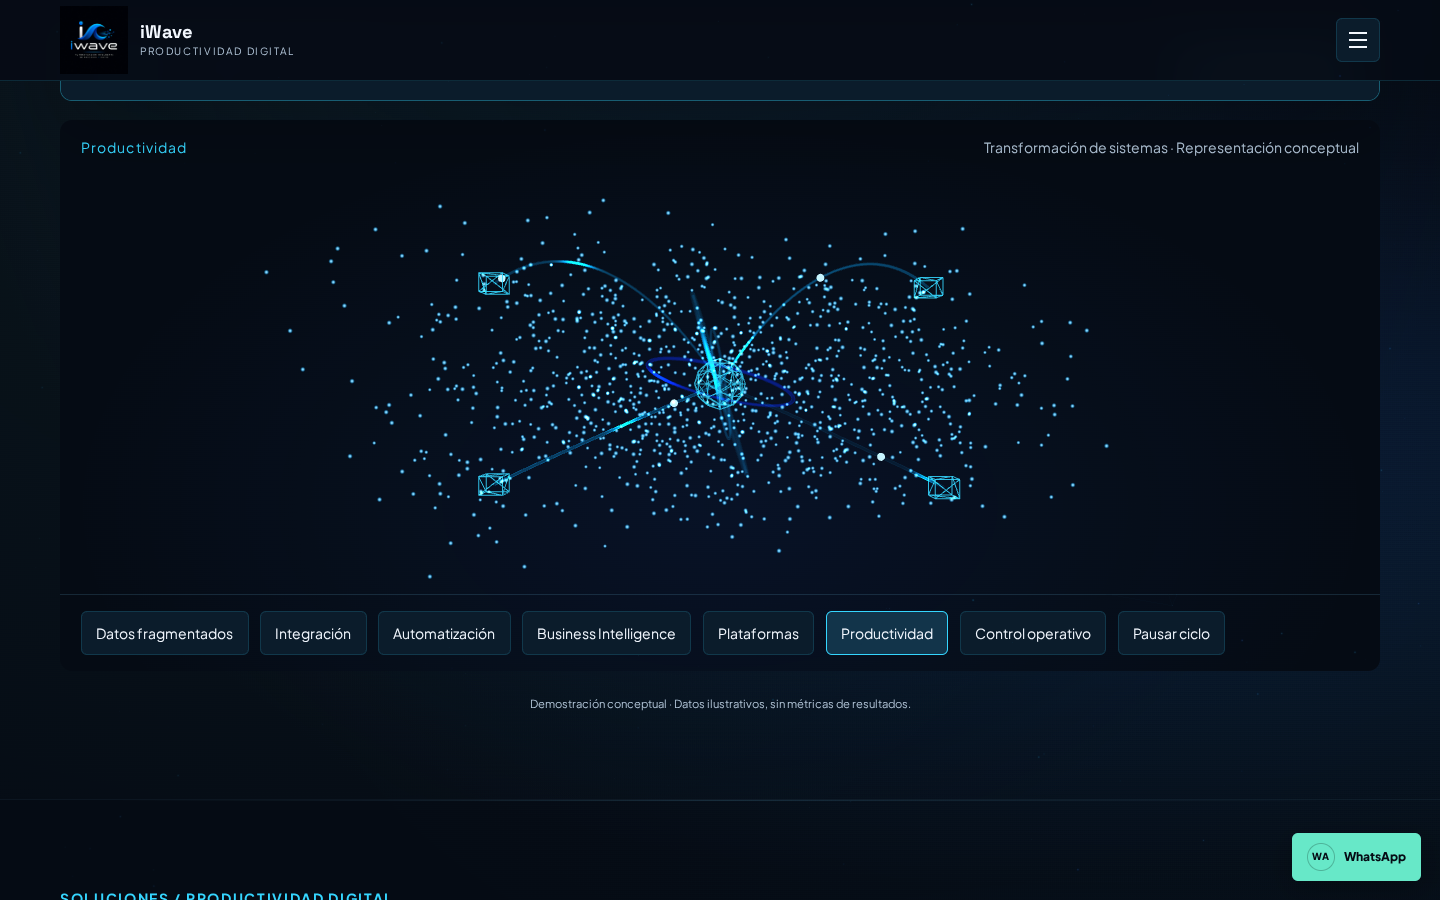 iwave
iWave
PRODUCTIVIDAD DIGITAL
Productividad
Transformación de sistemas · Representación conceptual
Datos fragmentados
Integración
Automatización
Business Intelligence
Plataformas
Productividad
Control operativo
Pausar ciclo
Demostración conceptual · Datos ilustrativos, sin métricas de resultados.
WA
WhatsApp
SOLUCIONES / PRODUCTIVIDAD DIGITAL